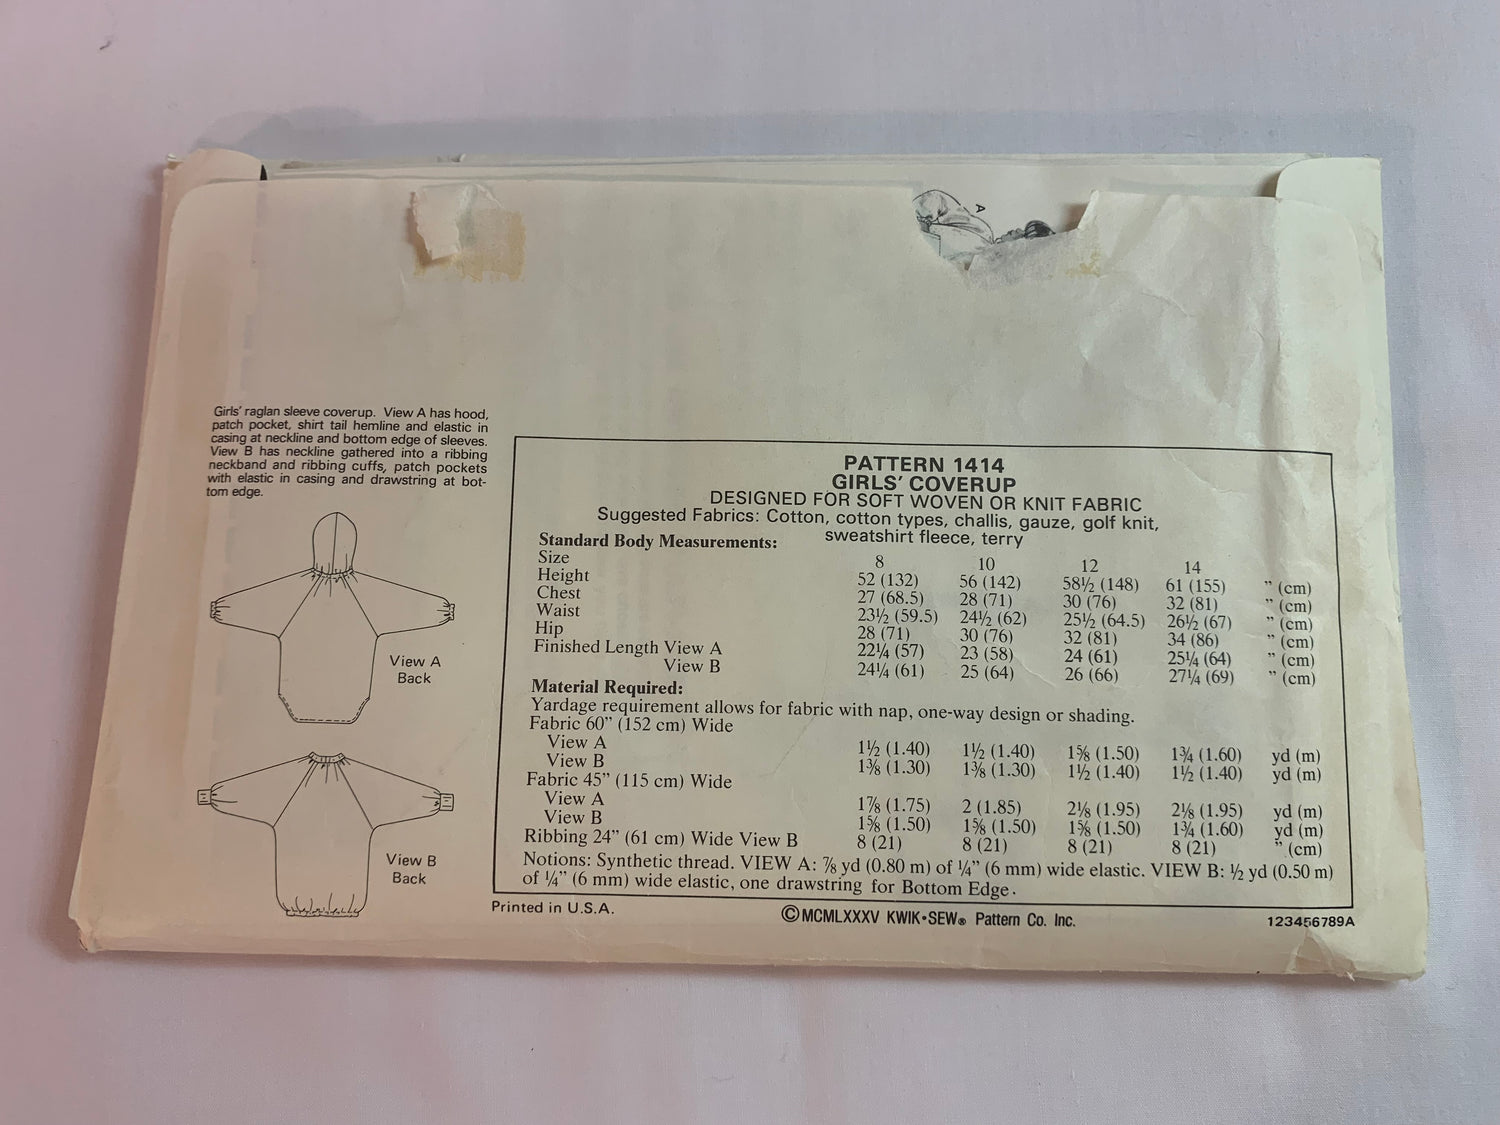 A
Girls' raglan sleeve coverup. View A has hood,
patch pocket, shirt tail hemline and elastic in
casing at neckline and bottom edge of sleeves.
View B has neckline gathered into a ribbing
neckband and ribbing cuffs, patch pockets
with elastic in casing and drawstring at bot-
tom edge.
View A
Back
View B
Back
PATTERN 1414
GIRLS' COVERUP
DESIGNED FOR SOFT WOVEN OR KNIT FABRIC
Suggested Fabrics: Cotton, cotton types, challis, gauze, golf knit,
sweatshirt fleece, terry
Standard Body Measurements:
Size 8 10 12 14
Height 52 (132) 56 (142) 58½ (148) 61 (155) " (cm)
Chest 27 (68.5) 28 (71) 30 (76) 32 (81) " (cm)
Waist 23½ (59.5) 24½ (62) 25½ (64.5) 26½ (67) " (cm)
Hip 28 (71) 30 (76) 32 (81) 34 (86) " (cm)
Finished Length View A 22¼ (57) 23 (58) 24 (61) 25¼ (64) " (cm)
View B 24¼ (61) 25 (64) 26 (66) 27¼ (69) " (cm)
Material Required:
Yardage requirement allows for fabric with nap, one-way design or shading.
Fabric 60" (152 cm) Wide
View A 1½ (1.40) 1½ (1.40) 1⅝ (1.50) 1¾ (1.60) yd (m)
View B 1⅜ (1.30) 1⅜ (1.30) 1½ (1.40) 1½ (1.40) yd (m)
Fabric 45" (115 cm) Wide
View A 1⅞ (1.75) 2 (1.85) 2⅛ (1.95) 2⅛ (1.95) yd (m)
View B 1⅝ (1.50) 1⅝ (1.50) 1⅝ (1.50) 1¾ (1.60) yd (m)
Ribbing 24" (61 cm) Wide View B 8 (21) 8 (21) 8 (21) 8 (21) " (cm)
Notions: Synthetic thread. VIEW A: ⅞ yd (0.80 m) of ¼" (6 mm) wide elastic. VIEW B: ½ yd (0.50 m)
of ¼" (6 mm) wide elastic, one drawstring for Bottom Edge.
Printed in U.S.A.
©MCMLXXXV KWIK•SEW® Pattern Co. Inc.
123456789A